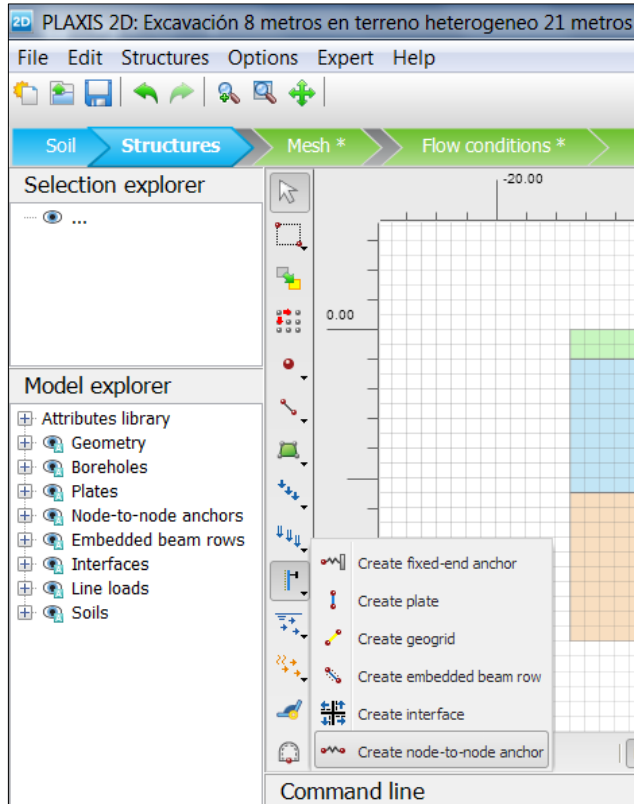 2D PLAXIS 2D: Excavación 8 metros en terreno heterogeneo 21 metros
File Edit Structures Options Expert Help
Soil Structures Mesh * Flow conditions *
Selection explorer
...
-20.00
0.00
Model explorer
Attributes library
Geometry
Boreholes
Plates
Node-to-node anchors
Embedded beam rows
Interfaces
Line loads
Soils
Create fixed-end anchor
Create plate
Create geogrid
Create embedded beam row
Create interface
Create node-to-node anchor
Command line